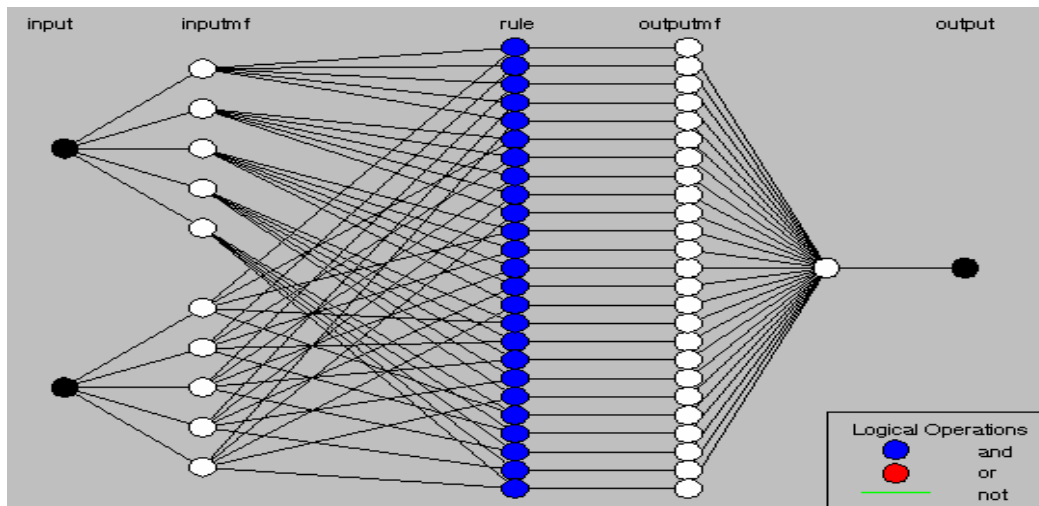 input inputmf rule outputmf output
Logical Operations
and
or
not